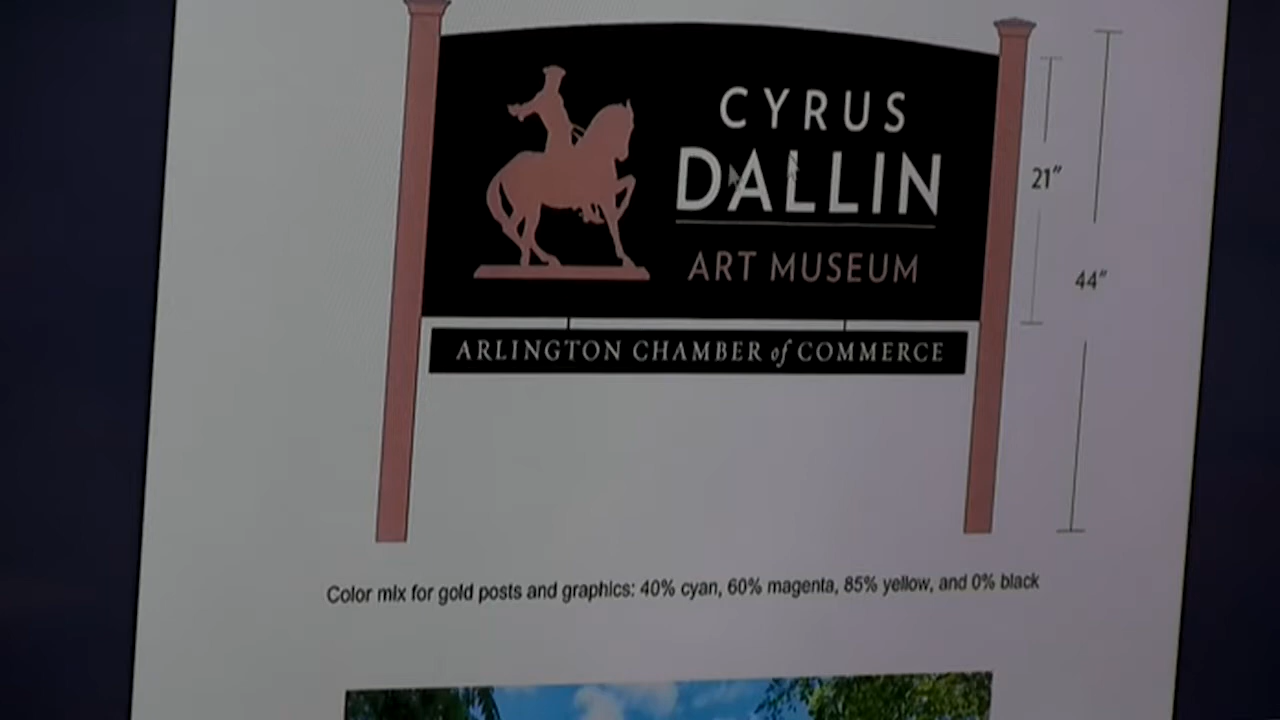 CYRUS
DALLIN
ART MUSEUM
21"
44"
ARLINGTON CHAMBER of COMMERCE
Color mix for gold posts and graphics: 40% cyan, 60% magenta, 85% yellow, and 0% black